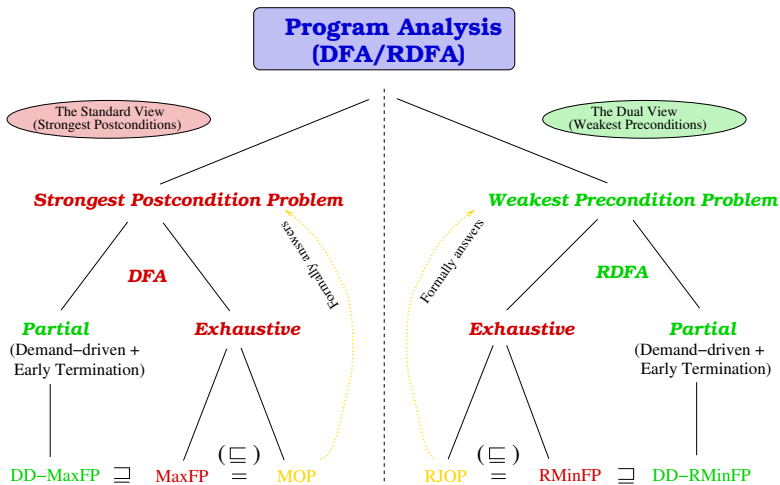 Program Analysis
(DFA/RDFA)
The Standard View
(Strongest Postconditions)
The Dual View
(Weakest Preconditions)
Strongest Postcondition Problem
Weakest Precondition Problem
Formally answers
Formally answers
DFA
RDFA
Partial
(Demand−driven +
Early Termination)
Exhaustive
Exhaustive
Partial
(Demand−driven +
Early Termination)
DD−MaxFP ⊒ MaxFP (⊑) = MOP
RJOP (⊑) = RMinFP ⊒ DD−RMinFP